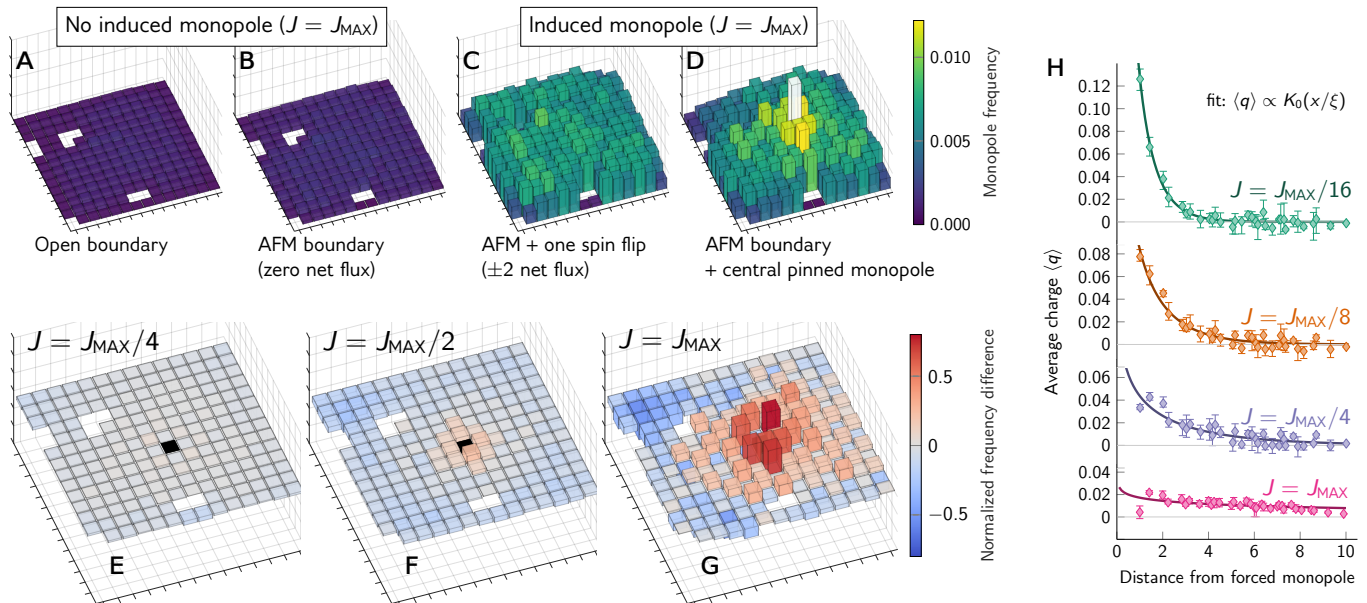 No induced monopole (J = J_MAX)
Induced monopole (J = J_MAX)
A
B
C
D
Open boundary
AFM boundary
(zero net flux)
AFM + one spin flip
(±2 net flux)
AFM boundary
+ central pinned monopole
0.010
0.005
0.000
Monopole frequency
J = J_MAX/4
J = J_MAX/2
J = J_MAX
E
F
G
0.5
0
−0.5
Normalized frequency difference
H
fit: ⟨q⟩ ∝ K₀(x/ξ)
0.12
0.10
0.08
0.06
0.04
0.02
0
J = J_MAX/16
0.08
0.06
0.04
0.02
0
J = J_MAX/8
0.06
0.04
0.02
0
J = J_MAX/4
0.04
0.02
0
J = J_MAX
Average charge ⟨q⟩
0 2 4 6 8 10
Distance from forced monopole